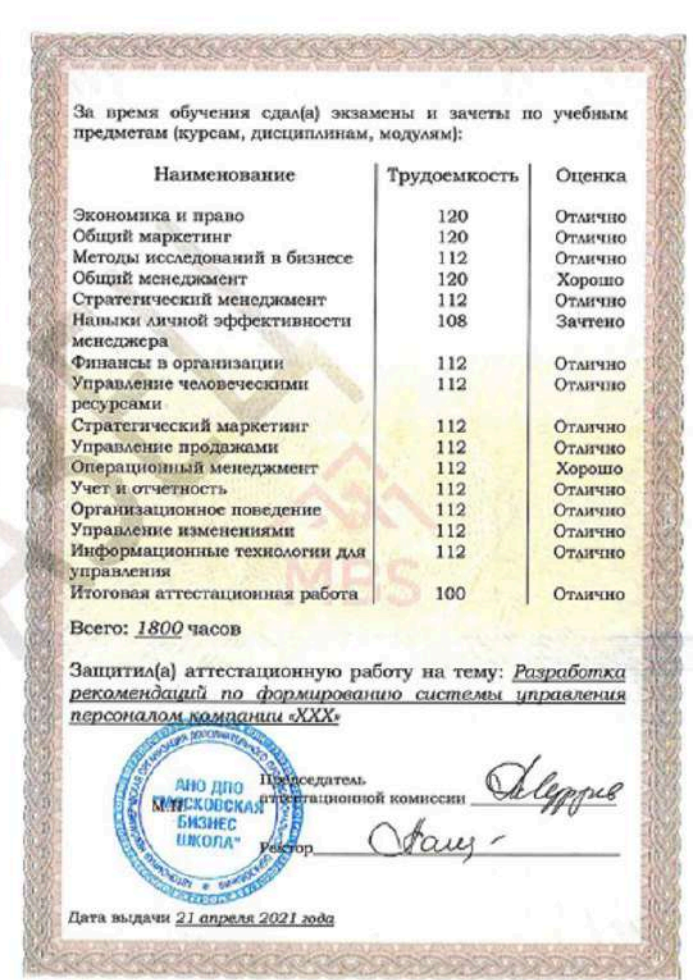 За время обучения сдал(а) экзамены и зачеты по учебным
предметам (курсам, дисциплинам, модулям):
Наименование Трудоемкость Оценка
Экономика и право 120 Отлично
Общий маркетинг 120 Отлично
Методы исследований в бизнесе 112 Отлично
Общий менеджмент 120 Хорошо
Стратегический менеджмент 112 Отлично
Навыки личной эффективности 108 Зачтено
менеджера
Финансы в организации 112 Отлично
Управление человеческими 112 Отлично
ресурсами
Стратегический маркетинг 112 Отлично
Управление продажами 112 Отлично
Операционный менеджмент 112 Хорошо
Учет и отчетность 112 Отлично
Организационное поведение 112 Отлично
Управление изменениями 112 Отлично
Информационные технологии для 112 Отлично
управления
MBS
Итоговая аттестационная работа 100 Отлично
Всего: 1800 часов
Защитил(а) аттестационную работу на тему: Разработка
рекомендаций по формированию системы управления
персоналом компании «ХХХ»
АНО ДПО
"МОСКОВСКАЯ
БИЗНЕС
ШКОЛА"
М.П.
Председатель
аттестационной комиссии
Ректор
Дата выдачи 21 апреля 2021 года